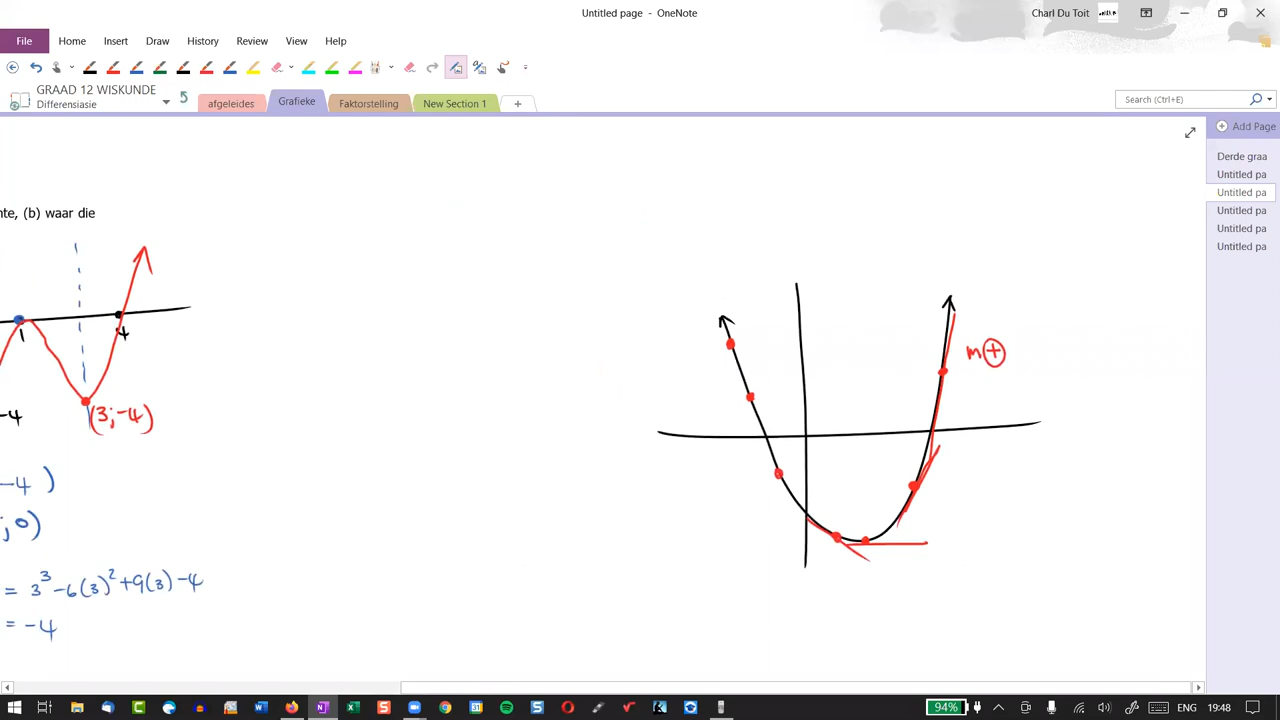 Untitled page - OneNote
Charl Du Toit
File Home Insert Draw History Review View Help
GRAAD 12 WISKUNDE
Differensiasie
afgeleides Grafieke Faktorstelling New Section 1 +
Search (Ctrl+E)
Add Page
Derde graa
Untitled pa
Untitled pa
Untitled pa
Untitled pa
Untitled pa
nte, (b) waar die
1
4
(3;-4)
-4
m+
-4)
;0)
= 3³-6(3)²+9(3)-4
= -4
94%
ENG 19:48